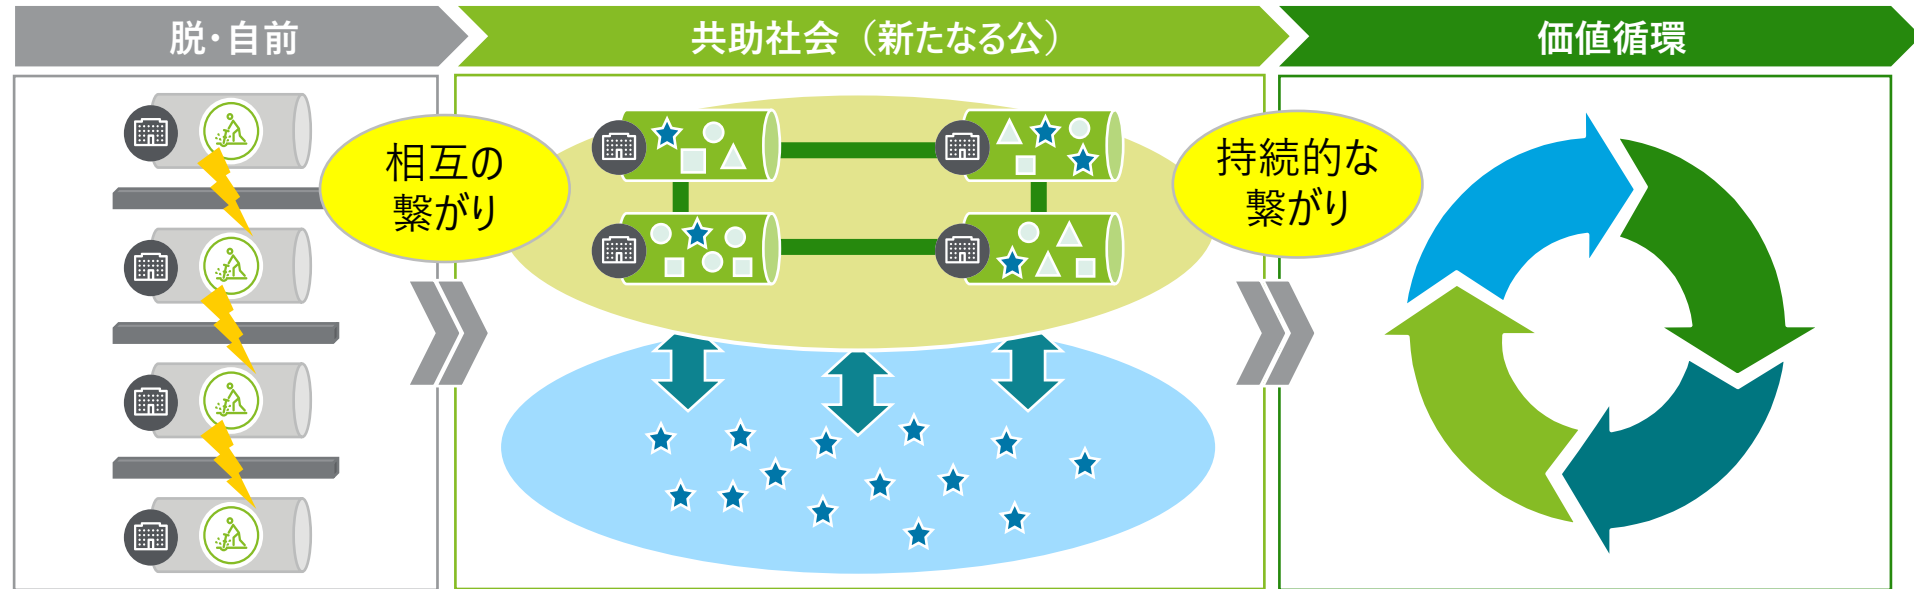 脱・自前
共助社会（新たなる公）
価値循環
相互の
繋がり
持続的な
繋がり